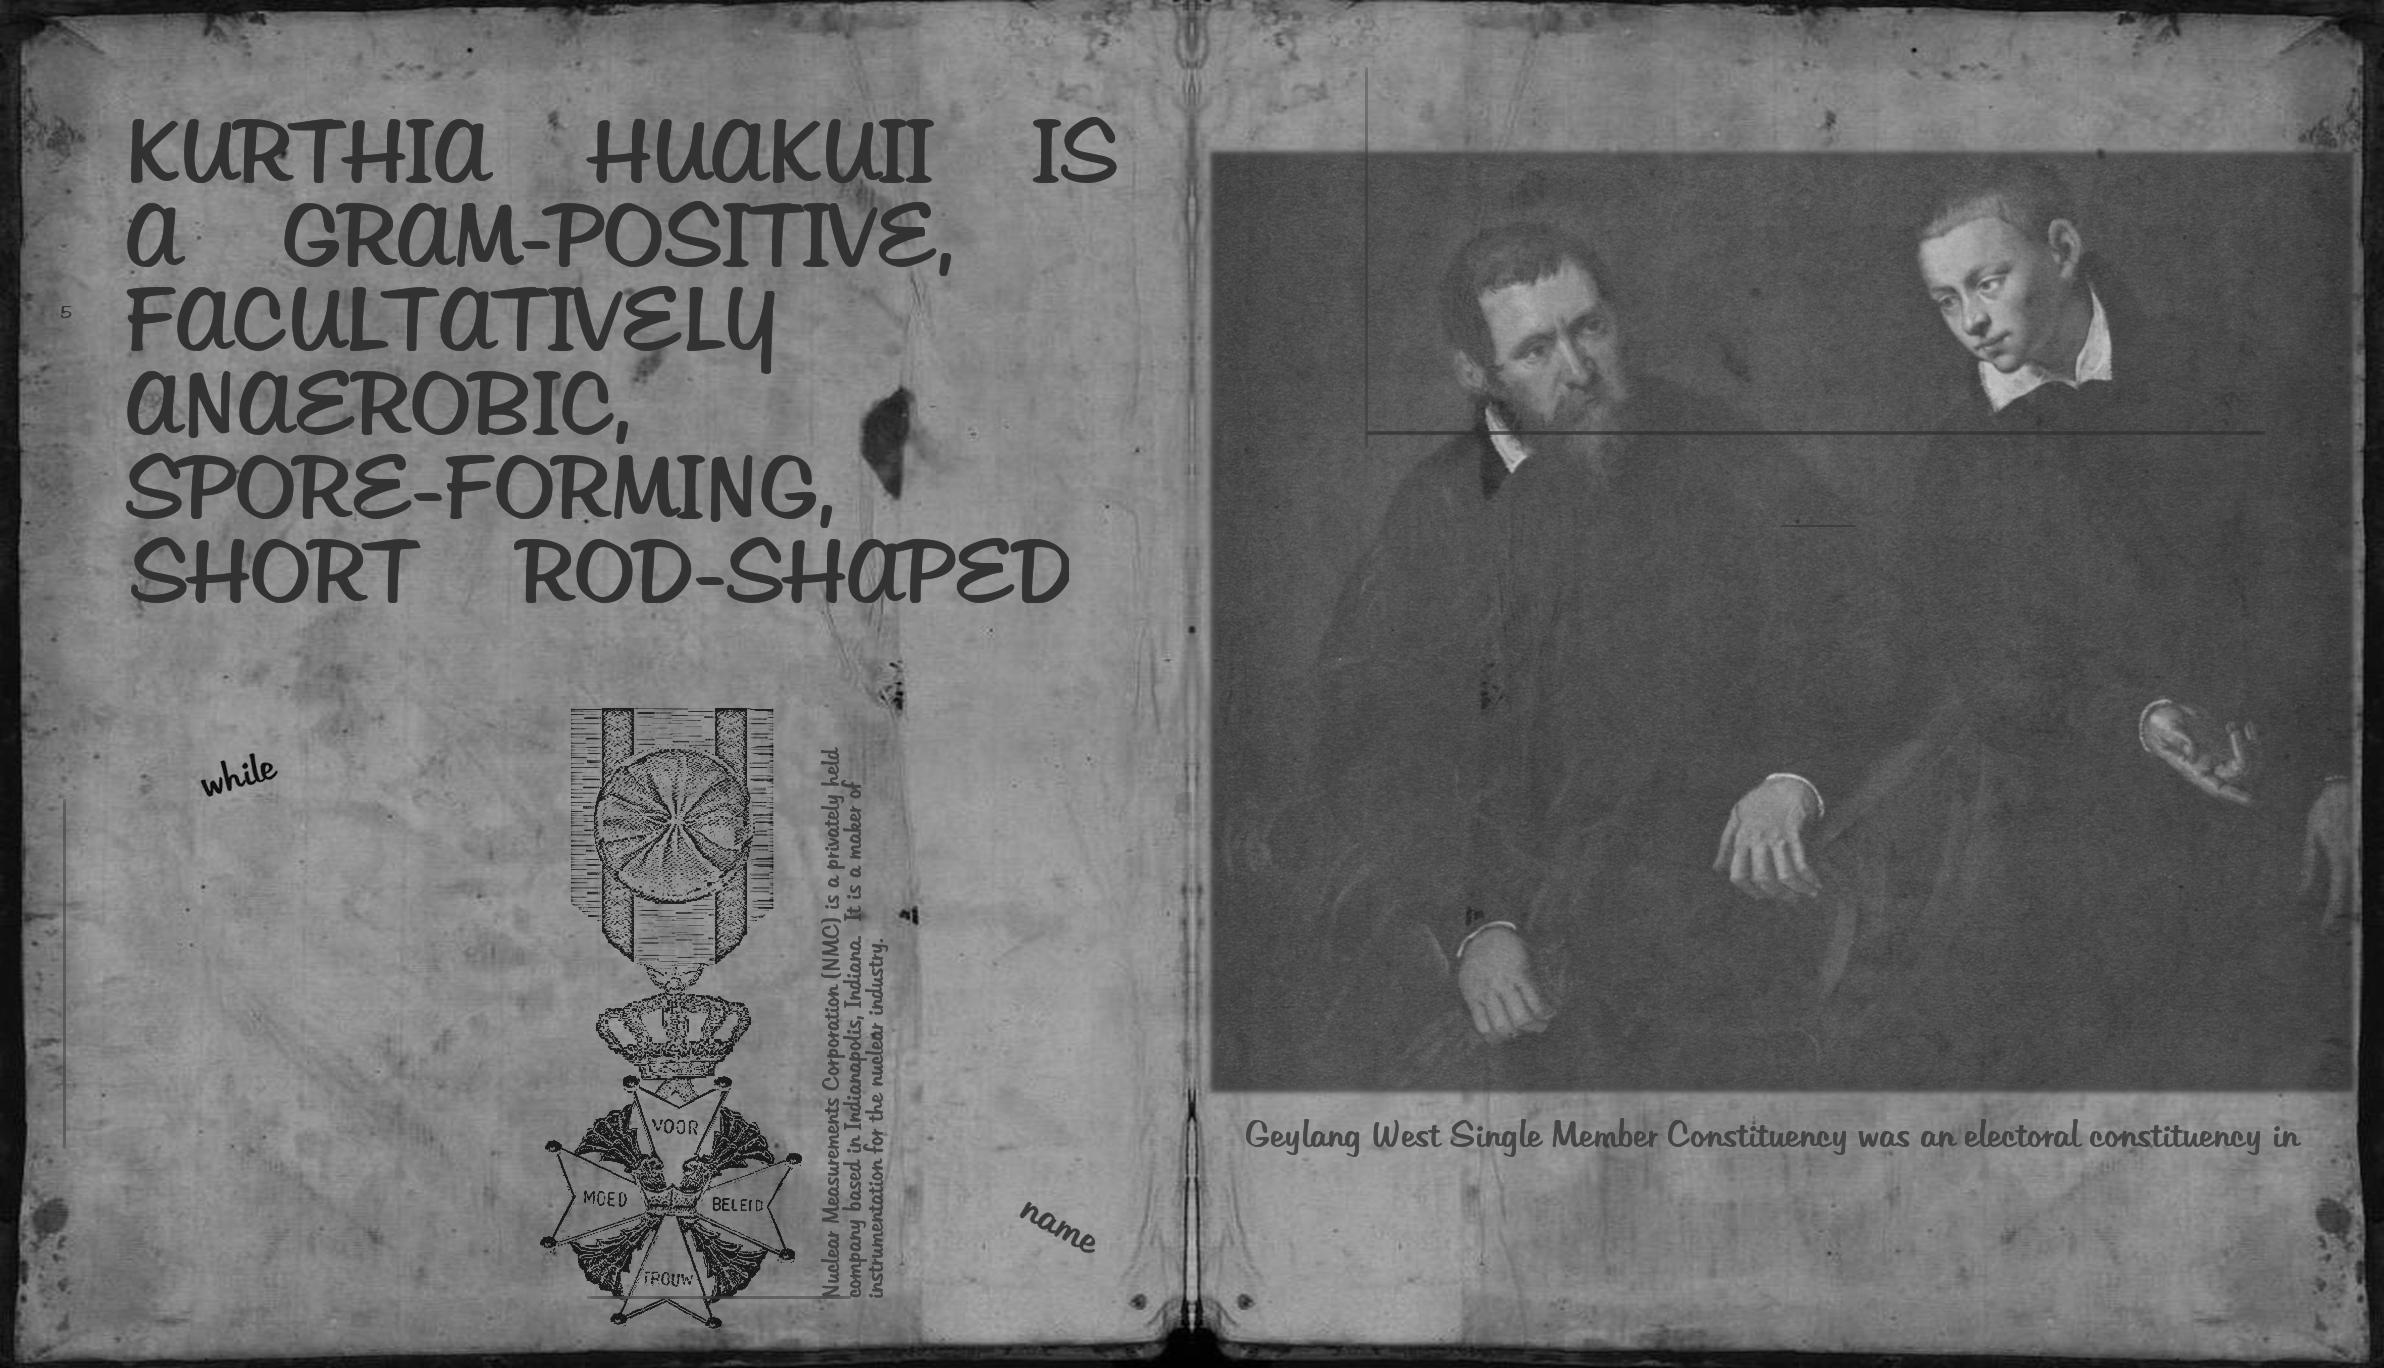 KURTHIA HUAKUII IS
A GRAM-POSITIVE,
FACULTATIVELY
ANAEROBIC,
SPORE-FORMING,
SHORT ROD-SHAPED
5
while
Nuclear Measurements Corporation (NMC) is a privately held
company based in Indianapolis, Indiana. It is a maker of
instrumentation for the nuclear industry.
VOOR
MOED
BELEID
TROUW
name
Geylang West Single Member Constituency was an electoral constituency in